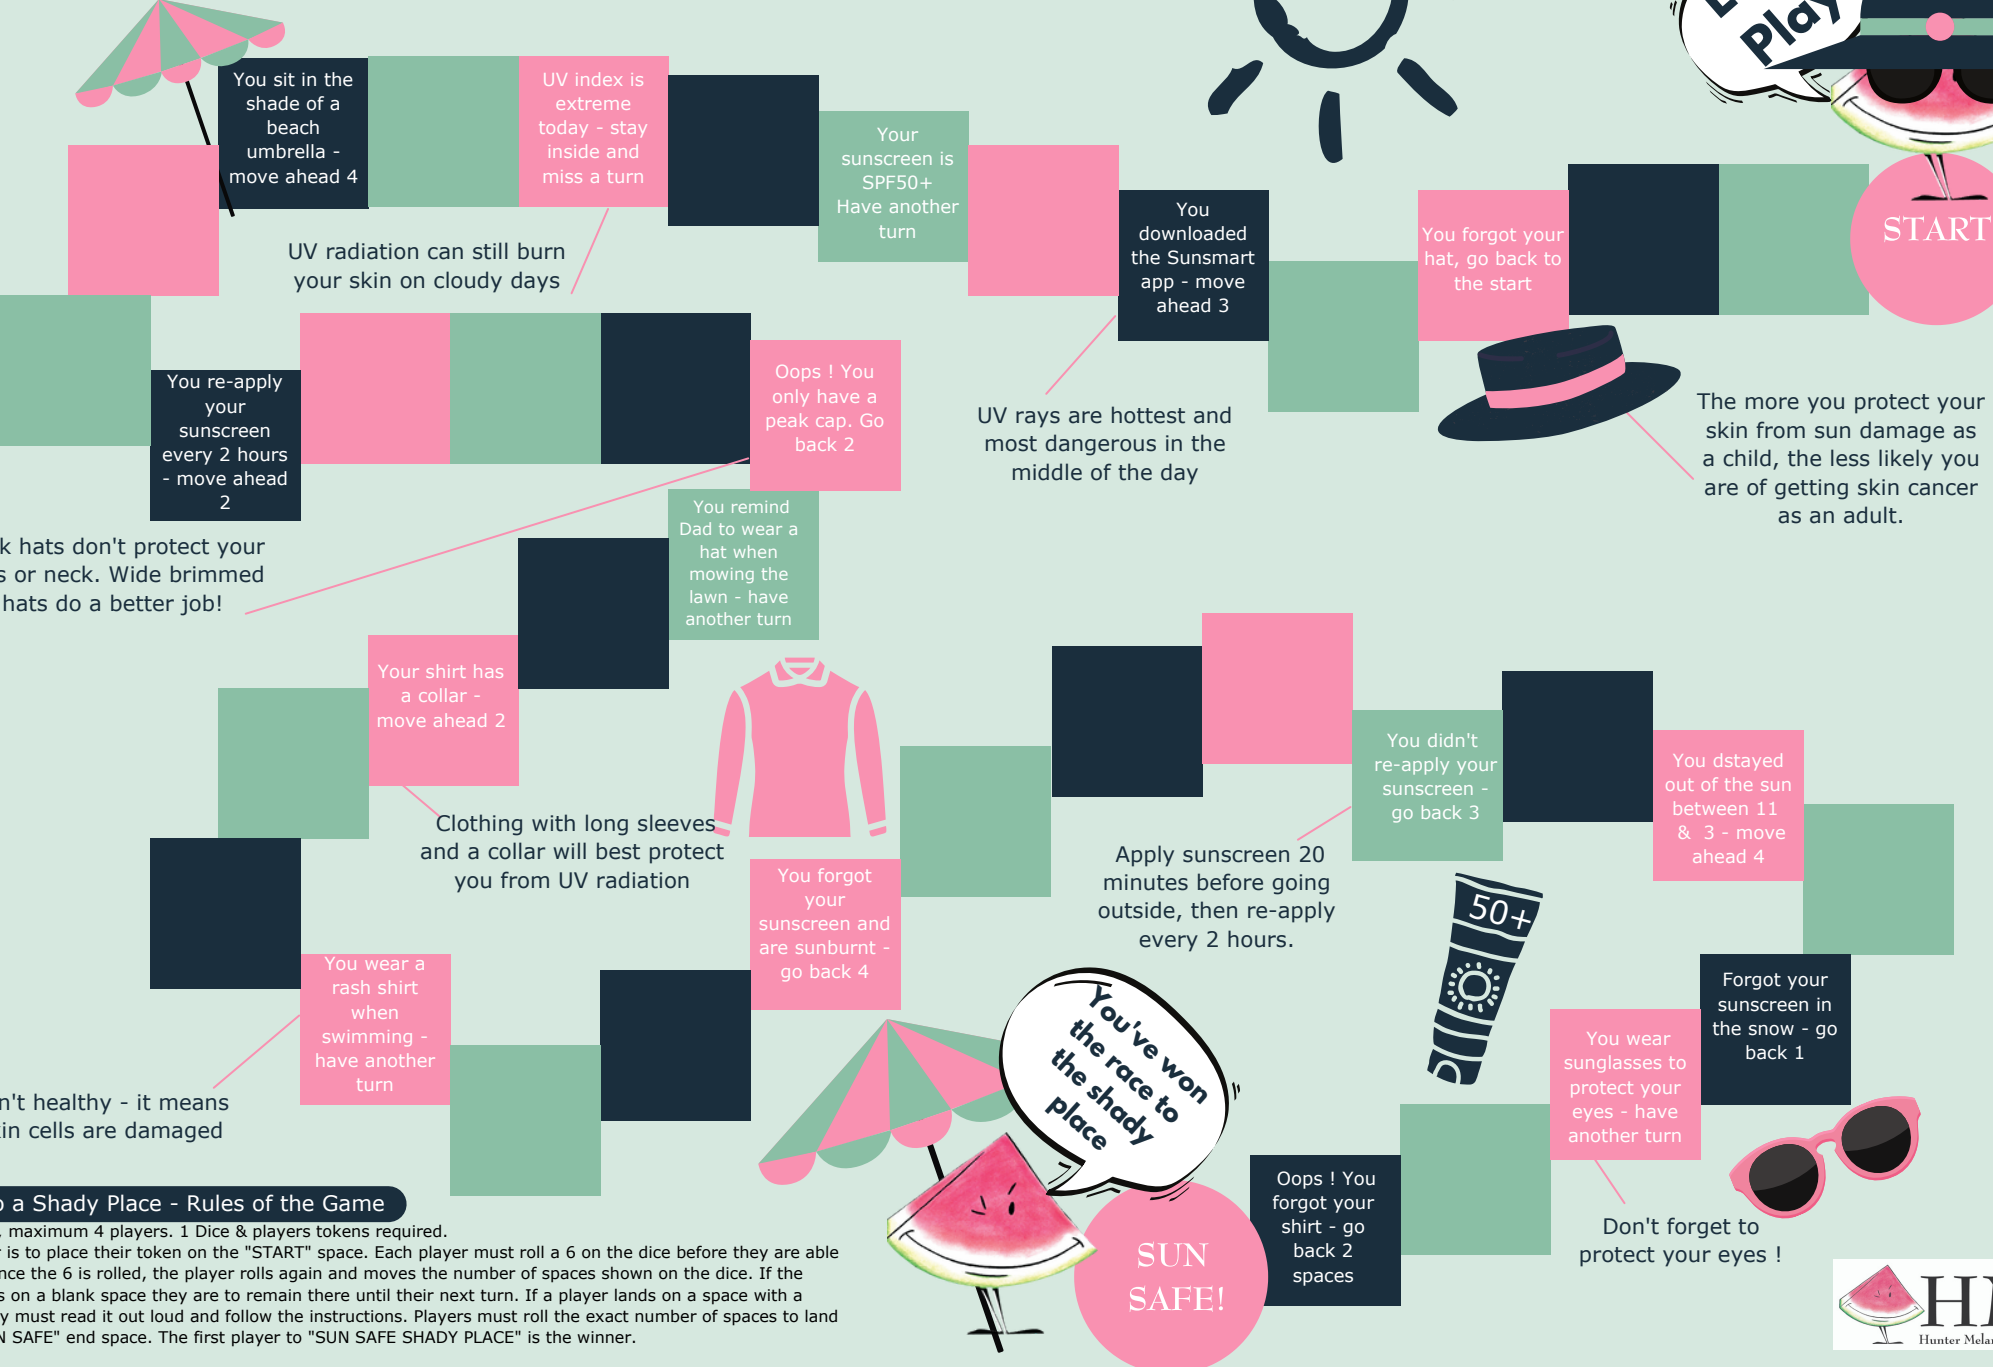 Play
START
You forgot your
hat, go back to
the start
The more you protect your
skin from sun damage as
a child, the less likely you
are of getting skin cancer
as an adult.
You
downloaded
the Sunsmart
app - move
ahead 3
UV rays are hottest and
most dangerous in the
middle of the day
Your
sunscreen is
SPF50+
Have another
turn
UV index is
extreme
today - stay
inside and
miss a turn
UV radiation can still burn
your skin on cloudy days
You sit in the
shade of a
beach
umbrella -
move ahead 4
You re-apply
your
sunscreen
every 2 hours
- move ahead
2
Oops ! You
only have a
peak cap. Go
back 2
hats don't protect your
or neck. Wide brimmed
hats do a better job!
You remind
Dad to wear a
hat when
mowing the
lawn - have
another turn
Your shirt has
a collar -
move ahead 2
Clothing with long sleeves
and a collar will best protect
you from UV radiation
You wear a
rash shirt
when
swimming -
have another
turn
healthy - it means
cells are damaged
You forgot
your
sunscreen and
are sunburnt -
go back 4
You didn't
re-apply your
sunscreen -
go back 3
Apply sunscreen 20
minutes before going
outside, then re-apply
every 2 hours.
50+
You dstayed
out of the sun
between 11
& 3 - move
ahead 4
Forgot your
sunscreen in
the snow - go
back 1
You wear
sunglasses to
protect your
eyes - have
another turn
Don't forget to
protect your eyes !
Oops ! You
forgot your
shirt - go
back 2
spaces
You've won
the race to
the shady
place
SUN
SAFE!
a Shady Place - Rules of the Game
maximum 4 players. 1 Dice & players tokens required.
is to place their token on the "START" space. Each player must roll a 6 on the dice before they are able
the 6 is rolled, the player rolls again and moves the number of spaces shown on the dice. If the
on a blank space they are to remain there until their next turn. If a player lands on a space with a
must read it out loud and follow the instructions. Players must roll the exact number of spaces to land
SAFE" end space. The first player to "SUN SAFE SHADY PLACE" is the winner.
Hunter